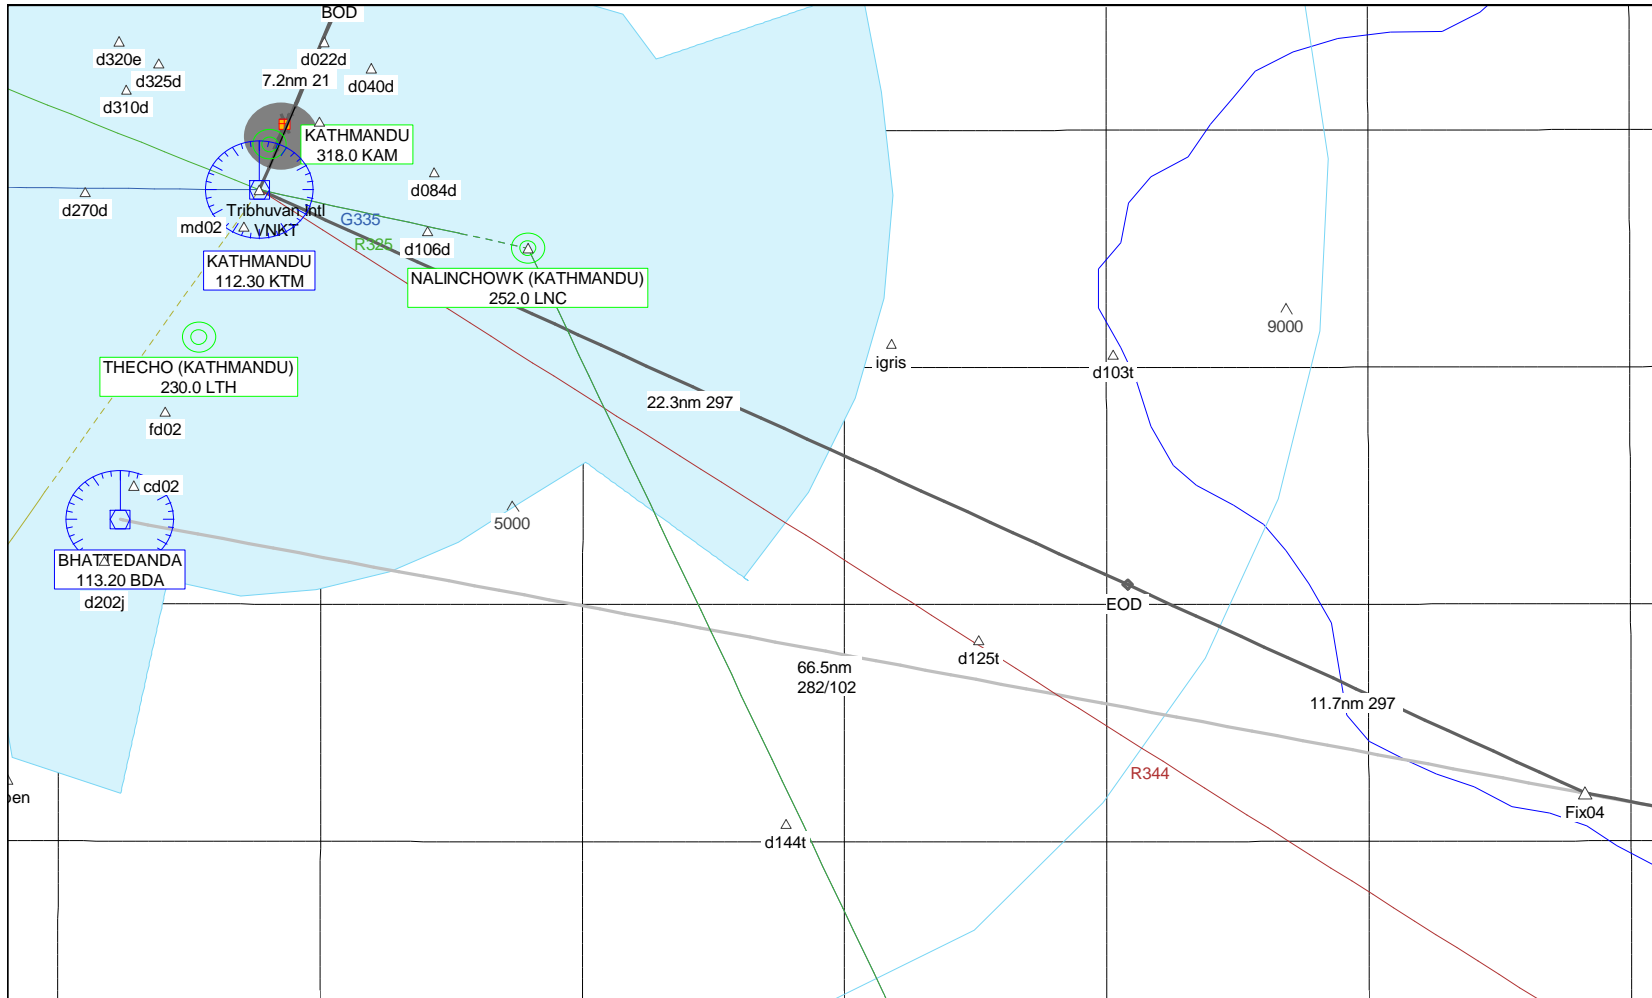 BOD
d320e
d022d
d325d
7.2nm 21
d040d
d310d
KATHMANDU
318.0 KAM
d084d
d270d
Tribhuvan Intl
VNKT
md02
G335
R325
d106d
KATHMANDU
112.30 KTM
NALINCHOWK (KATHMANDU)
252.0 LNC
9000
igris
d103t
THECHO (KATHMANDU)
230.0 LTH
22.3nm 297
fd02
cd02
5000
BHATTEDANDA
113.20 BDA
d202j
EOD
d125t
66.5nm
282/102
11.7nm 297
R344
Fix04
d144t